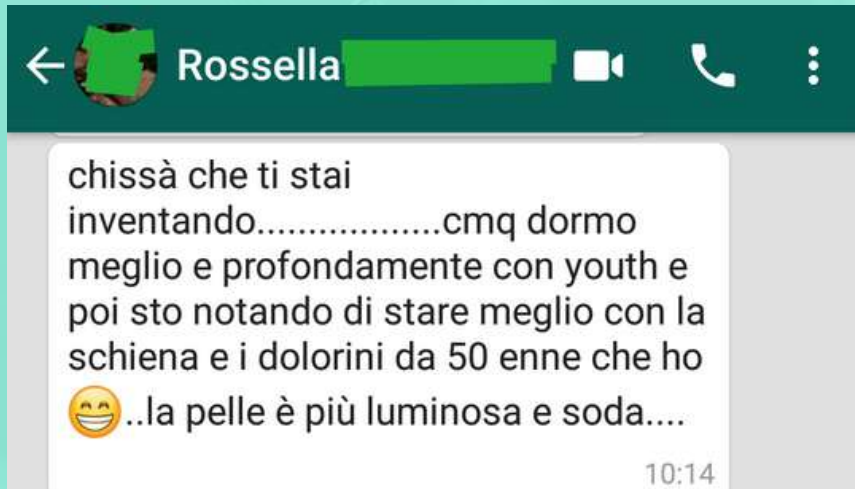 Rossella
chissà che ti stai
inventando..................cmq dormo
meglio e profondamente con youth e
poi sto notando di stare meglio con la
schiena e i dolorini da 50 enne che ho
😁..la pelle è più luminosa e soda....
10:14